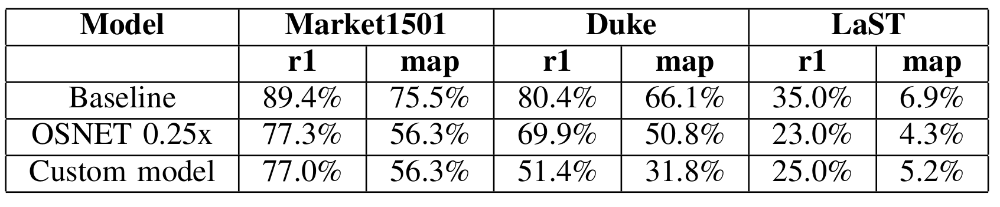 Model Market1501 Duke LaST
r1 map r1 map r1 map
Baseline 89.4% 75.5% 80.4% 66.1% 35.0% 6.9%
OSNET 0.25x 77.3% 56.3% 69.9% 50.8% 23.0% 4.3%
Custom model 77.0% 56.3% 51.4% 31.8% 25.0% 5.2%